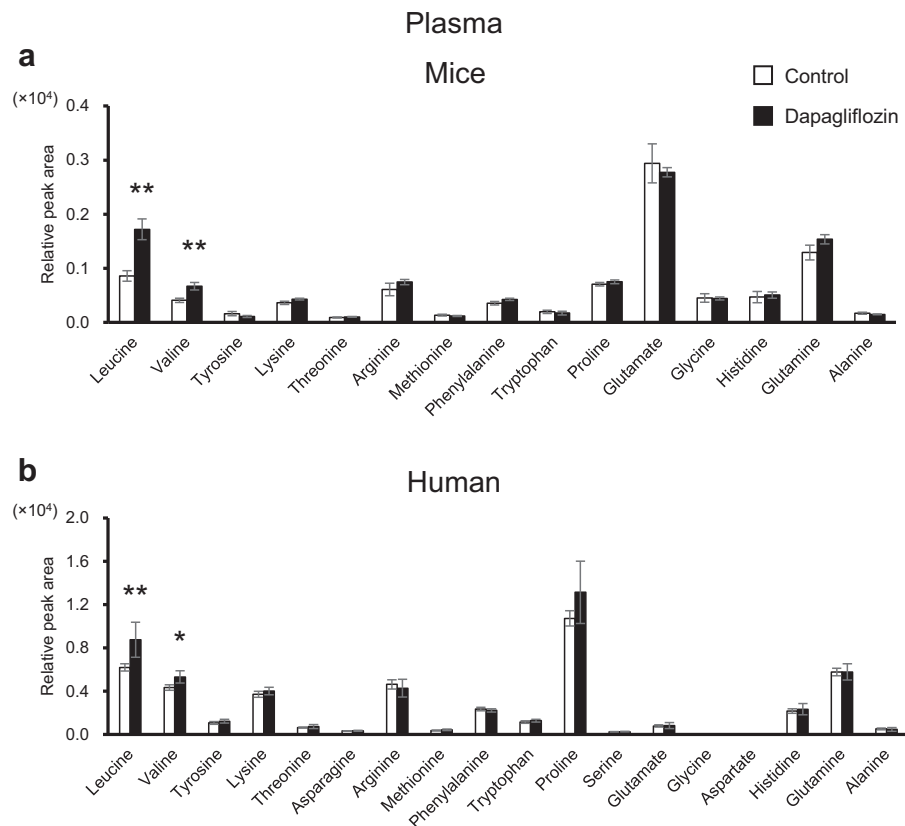 Plasma
a
Mice
Control
Dapagliflozin
(×10⁴)
Relative peak area
0.4
0.3
0.2
0.1
0.0
**
**
Leucine
Valine
Tyrosine
Lysine
Threonine
Arginine
Methionine
Phenylalanine
Tryptophan
Proline
Glutamate
Glycine
Histidine
Glutamine
Alanine
b
Human
(×10⁴)
Relative peak area
2.0
1.6
1.2
0.8
0.4
0.0
**
*
Leucine
Valine
Tyrosine
Lysine
Threonine
Asparagine
Arginine
Methionine
Phenylalanine
Tryptophan
Proline
Serine
Glutamate
Glycine
Aspartate
Histidine
Glutamine
Alanine